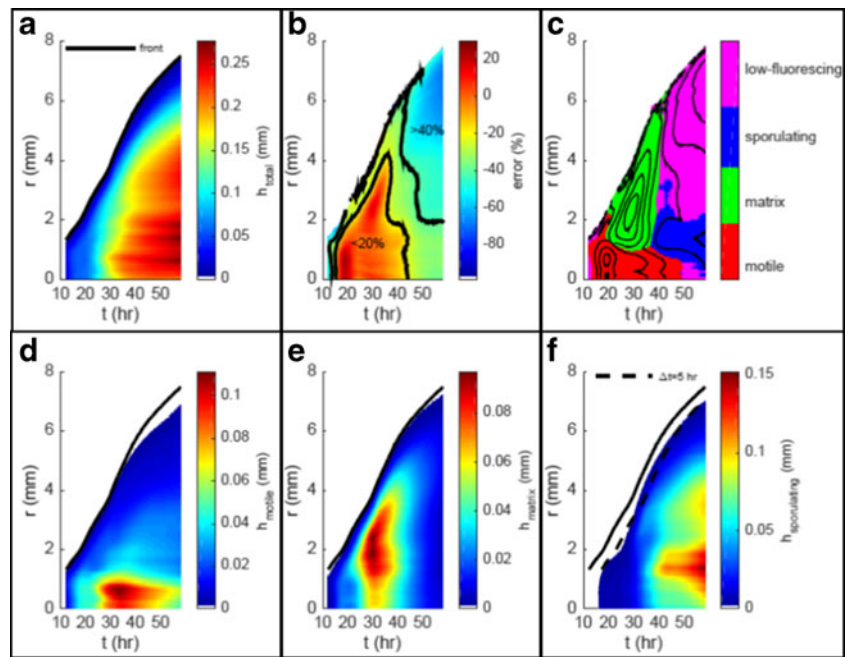 a
front
8
6
4
2
0
r (mm)
10 20 30 40 50
t (hr)
0.25
0.2
0.15
0.1
0.05
0
h_total (mm)
b
>40%
<20%
10 20 30 40 50
t (hr)
20
0
-20
-40
-60
-80
error (%)
c
8
6
4
2
0
r (mm)
10 20 30 40 50
t (hr)
low-fluorescing
sporulating
matrix
motile
d
8
6
4
2
0
r (mm)
10 20 30 40 50
t (hr)
0.1
0.08
0.06
0.04
0.02
0
h_motile (mm)
e
8
6
4
2
0
r (mm)
10 20 30 40 50
t (hr)
0.08
0.06
0.04
0.02
0
h_matrix (mm)
f
Δt=5 hr
8
6
4
2
0
r (mm)
10 20 30 40 50
t (hr)
0.15
0.1
0.05
0
h_sporulating (mm)